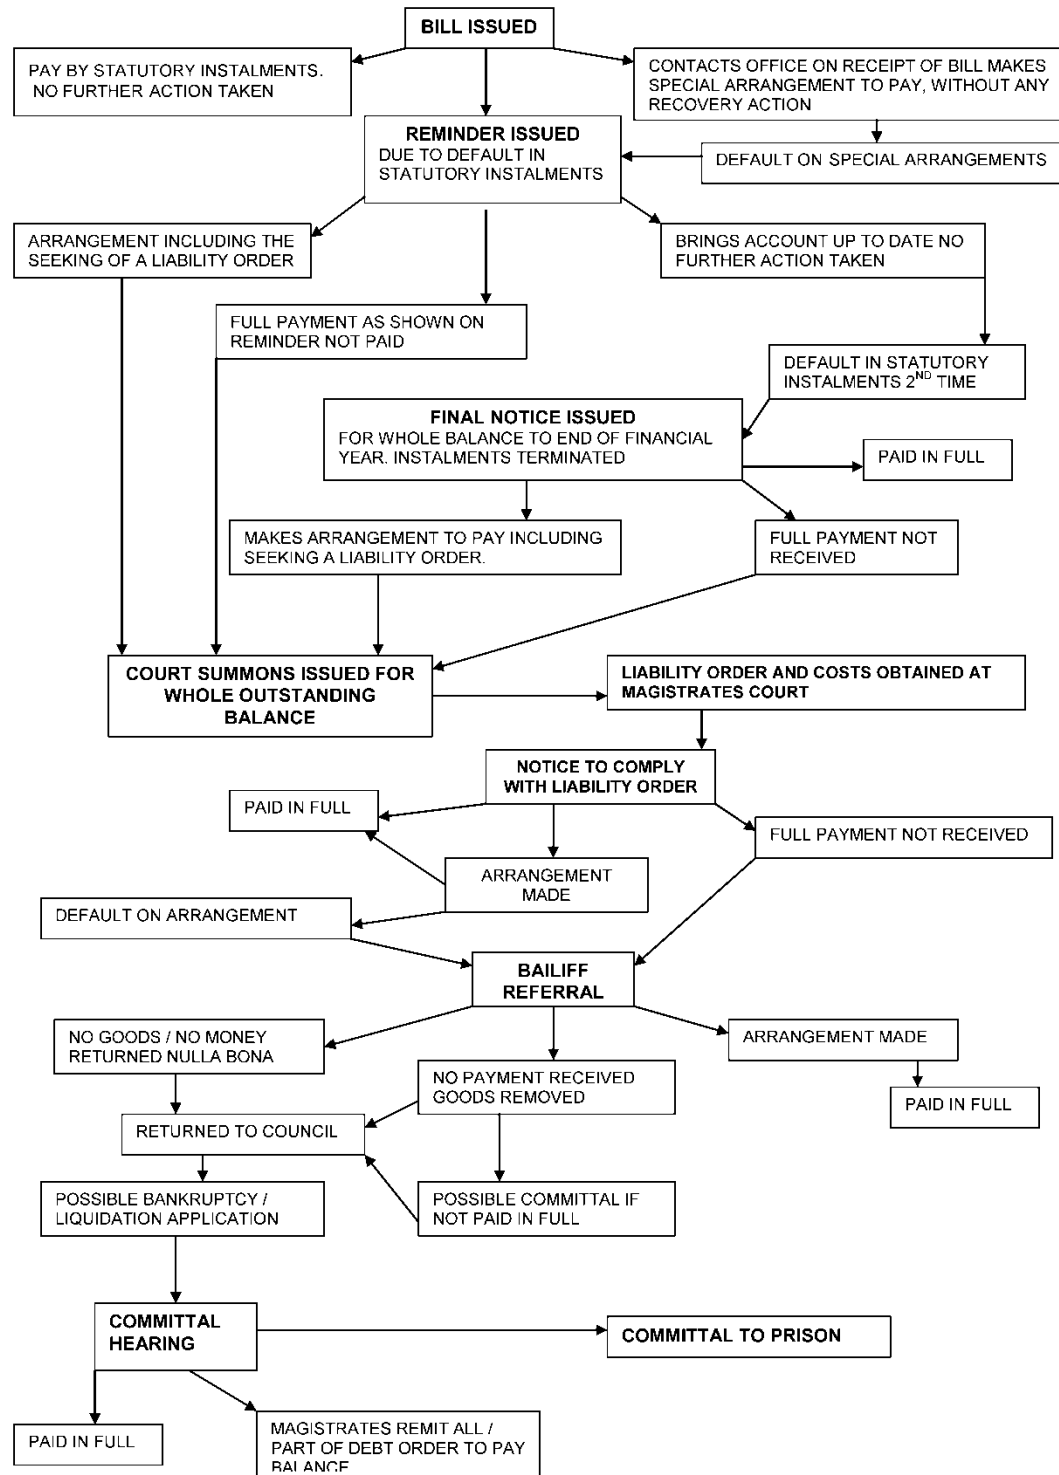 BILL ISSUED
PAY BY STATUTORY INSTALMENTS.
NO FURTHER ACTION TAKEN
CONTACTS OFFICE ON RECEIPT OF BILL MAKES
SPECIAL ARRANGEMENT TO PAY, WITHOUT ANY
RECOVERY ACTION
REMINDER ISSUED
DUE TO DEFAULT IN
STATUTORY INSTALMENTS
DEFAULT ON SPECIAL ARRANGEMENTS
ARRANGEMENT INCLUDING THE
SEEKING OF A LIABILITY ORDER
BRINGS ACCOUNT UP TO DATE NO
FURTHER ACTION TAKEN
FULL PAYMENT AS SHOWN ON
REMINDER NOT PAID
DEFAULT IN STATUTORY
INSTALMENTS 2ND TIME
FINAL NOTICE ISSUED
FOR WHOLE BALANCE TO END OF FINANCIAL
YEAR. INSTALMENTS TERMINATED
PAID IN FULL
MAKES ARRANGEMENT TO PAY INCLUDING
SEEKING A LIABILITY ORDER.
FULL PAYMENT NOT
RECEIVED
COURT SUMMONS ISSUED FOR
WHOLE OUTSTANDING
BALANCE
LIABILITY ORDER AND COSTS OBTAINED AT
MAGISTRATES COURT
NOTICE TO COMPLY
WITH LIABILITY ORDER
PAID IN FULL
FULL PAYMENT NOT RECEIVED
ARRANGEMENT
MADE
DEFAULT ON ARRANGEMENT
BAILIFF
REFERRAL
NO GOODS / NO MONEY
RETURNED NULLA BONA
ARRANGEMENT MADE
NO PAYMENT RECEIVED
GOODS REMOVED
PAID IN FULL
RETURNED TO COUNCIL
POSSIBLE BANKRUPTCY /
LIQUIDATION APPLICATION
POSSIBLE COMMITTAL IF
NOT PAID IN FULL
COMMITTAL
HEARING
COMMITTAL TO PRISON
PAID IN FULL
MAGISTRATES REMIT ALL /
PART OF DEBT ORDER TO PAY
BALANCE